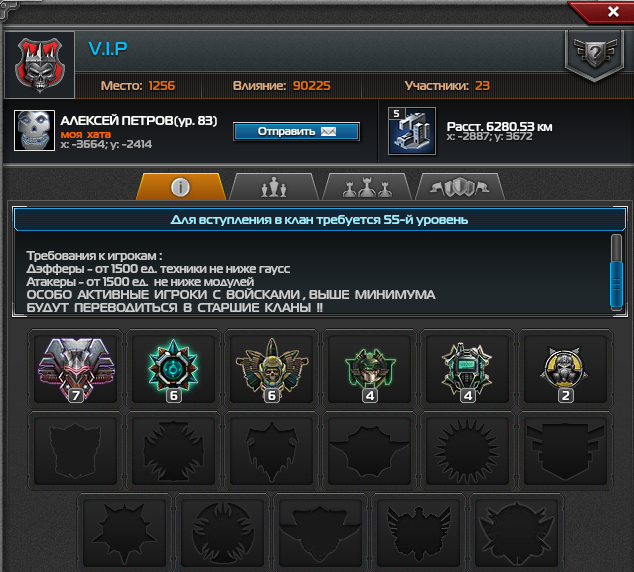 V.I.P
Место: 1256 Влияние: 90225 Участники: 23
АЛЕКСЕЙ ПЕТРОВ(ур. 83)
моя хата
x: -3664; y: -2414
Отправить
5
Расст. 6280.53 км
x: -2887; y: 3672
Для вступления в клан требуется 55-й уровень
Требования к игрокам :
Дэфферы - от 1500 ед. техники не ниже гаусс
Атакеры - от 1500 ед. не ниже модулей
ОСОБО АКТИВНЫЕ ИГРОКИ С ВОЙСКАМИ , ВЫШЕ МИНИМУМА
БУДУТ ПЕРЕВОДИТЬСЯ В СТАРШИЕ КЛАНЫ !!
7 6 6 4 4 2